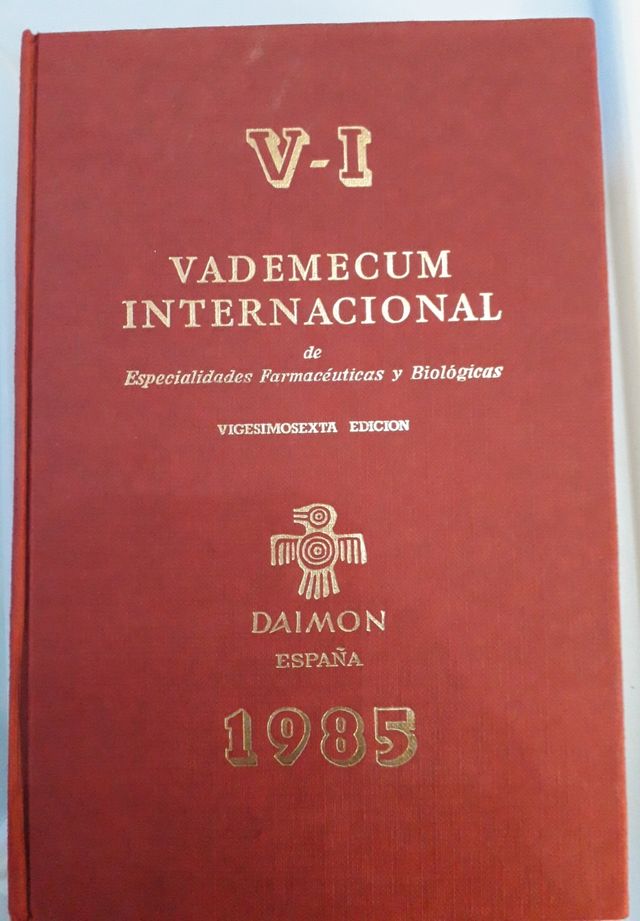 V-I
VADEMECUM
INTERNACIONAL
de
Especialidades Farmacéuticas y Biológicas
VIGESIMOSEXTA EDICION
DAIMON
ESPAÑA
1985